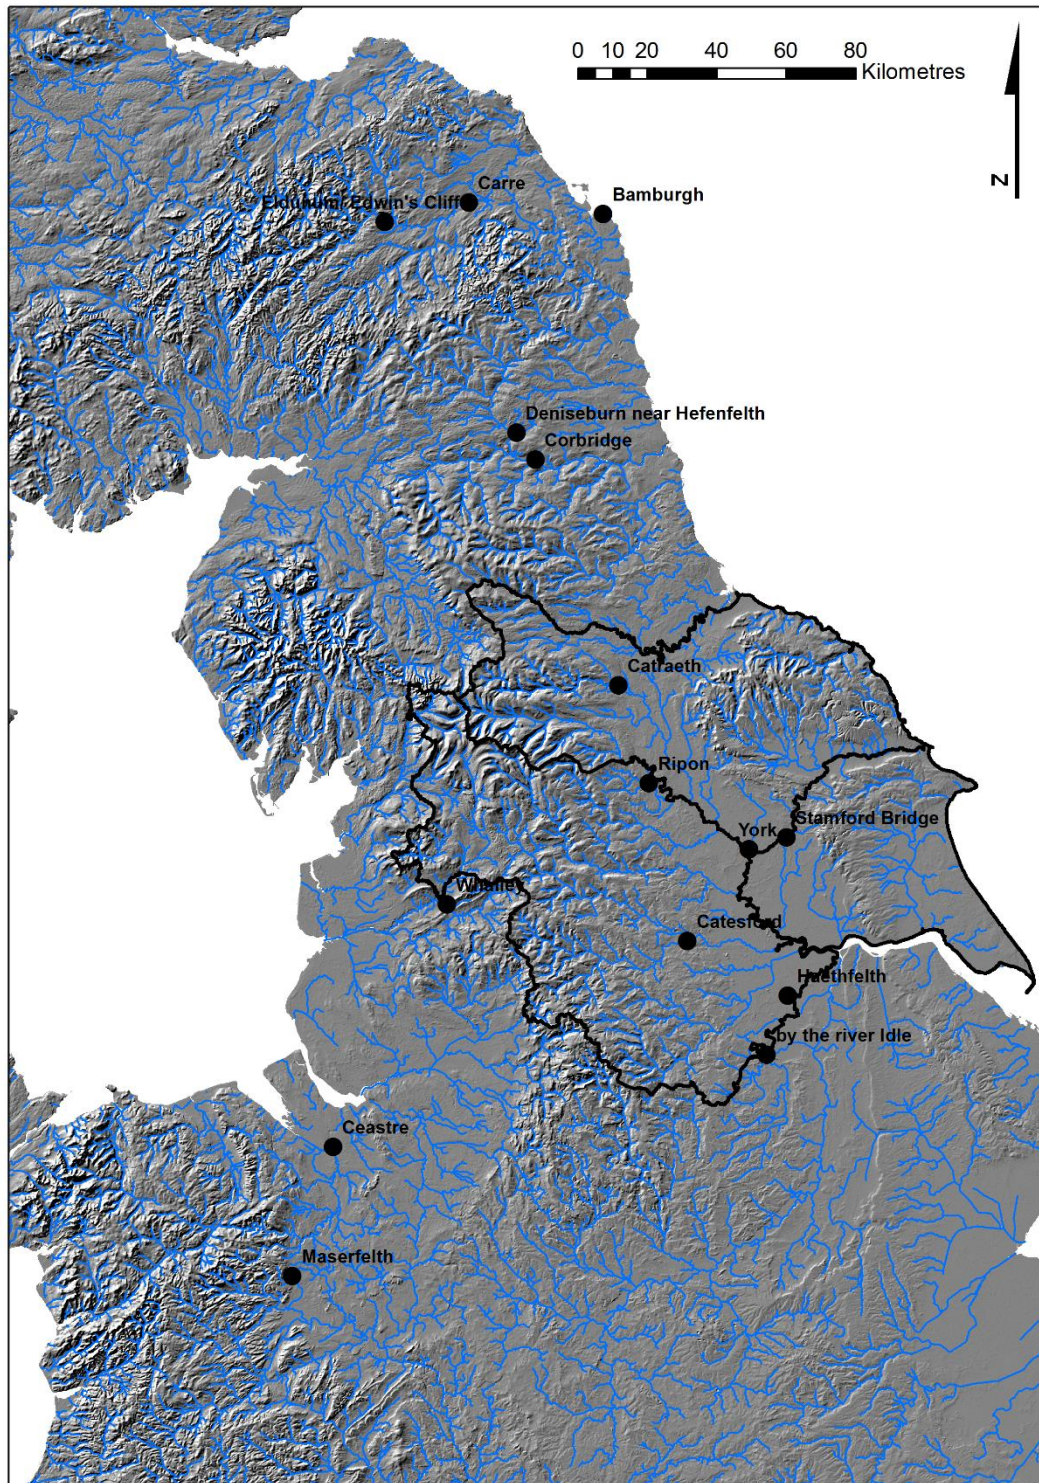 0 10 20 40 60 80
Kilometres
N
Carre
Eldunum/ Edwin's Cliff
Bamburgh
Deniseburn near Hefenfelth
Corbridge
Catraeth
Ripon
Stamford Bridge
York
Whalley
Catesford
Haethfelth
by the river Idle
Ceastre
Maserfelth